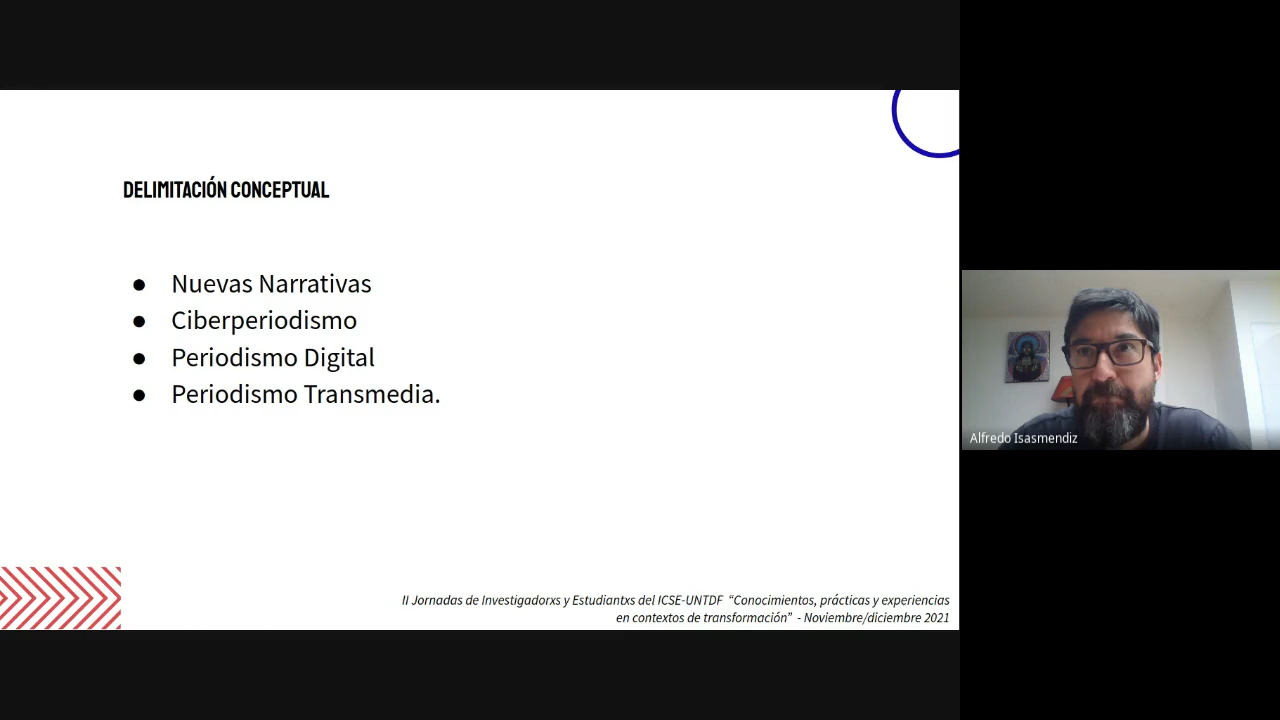 DELIMITACIÓN CONCEPTUAL
● Nuevas Narrativas
● Ciberperiodismo
● Periodismo Digital
● Periodismo Transmedia.
II Jornadas de Investigadorxs y Estudiantxs del ICSE-UNTDF “Conocimientos, prácticas y experiencias
en contextos de transformación” - Noviembre/diciembre 2021
Alfredo Isasmendiz